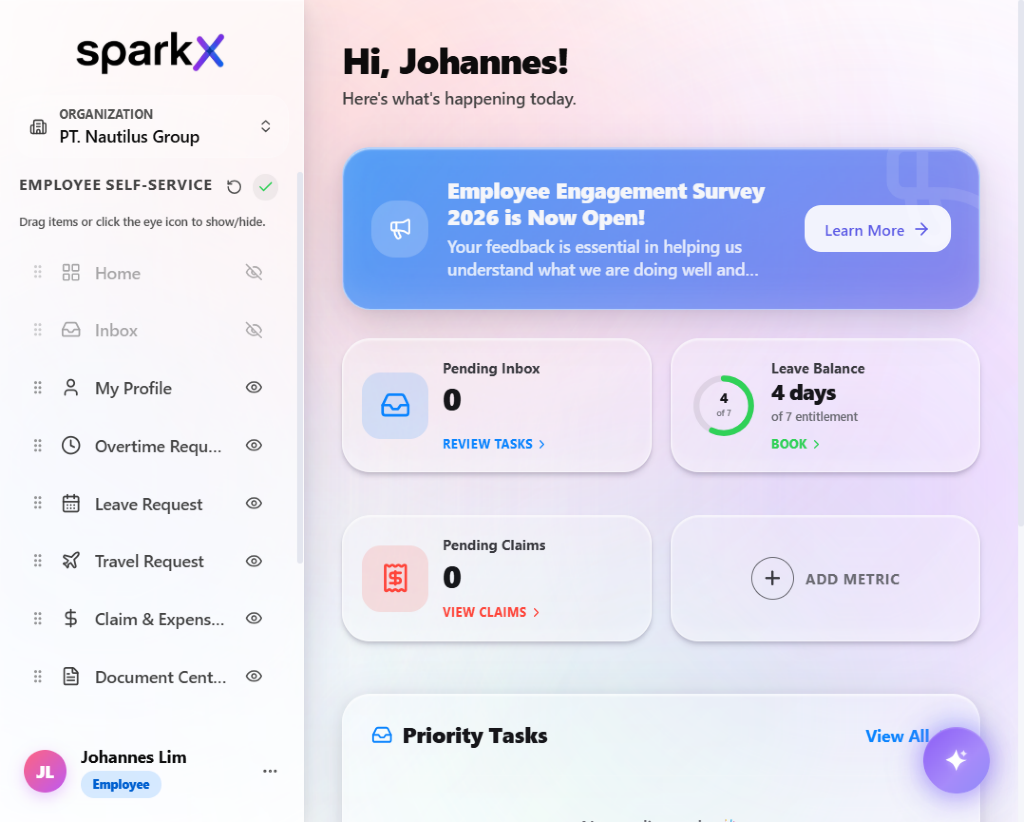 sparkX
ORGANIZATION
PT. Nautilus Group
EMPLOYEE SELF-SERVICE
Drag items or click the eye icon to show/hide.
Home
Inbox
My Profile
Overtime Requ...
Leave Request
Travel Request
Claim & Expens...
Document Cent...
JL
Johannes Lim
Employee
Hi, Johannes!
Here's what's happening today.
Employee Engagement Survey
2026 is Now Open!
Your feedback is essential in helping us
understand what we are doing well and...
Learn More
Pending Inbox
0
REVIEW TASKS
4
of 7
Leave Balance
4 days
of 7 entitlement
BOOK
Pending Claims
0
VIEW CLAIMS
ADD METRIC
Priority Tasks
View All